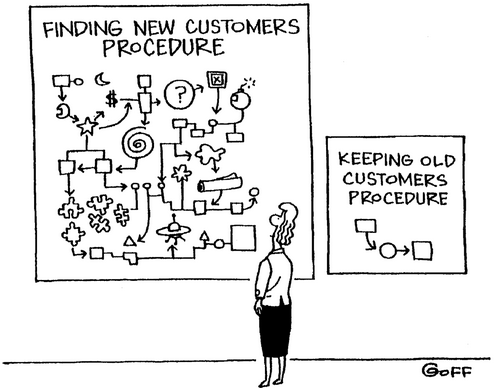 FINDING NEW CUSTOMERS
PROCEDURE
$
?
X
KEEPING OLD
CUSTOMERS
PROCEDURE
GOFF